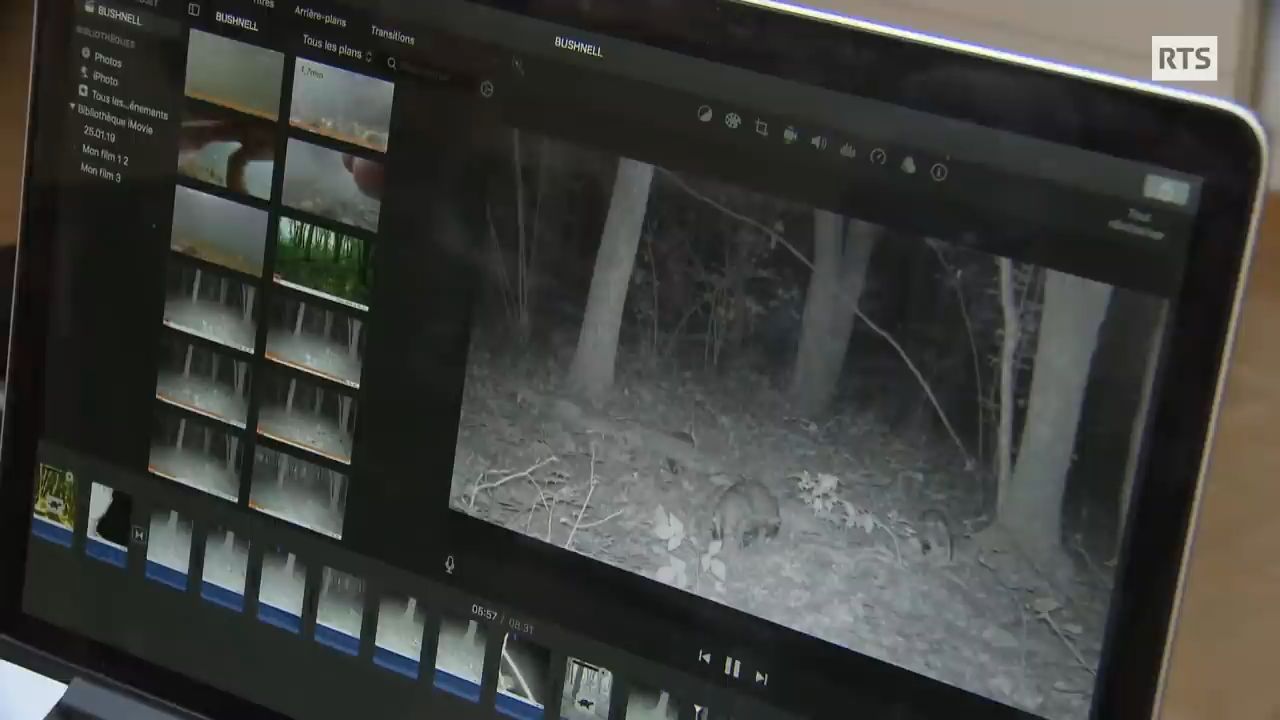 BUSHNELL
BIBLIOTHÈQUES
Photos
iPhoto
Tous les...énements
Bibliothèque iMovie
25.01.19
Mon film 1 2
Mon film 3
Arrière-plans
Transitions
BUSHNELL
Tous les plans
BUSHNELL
RTS
05:57 / 08:31